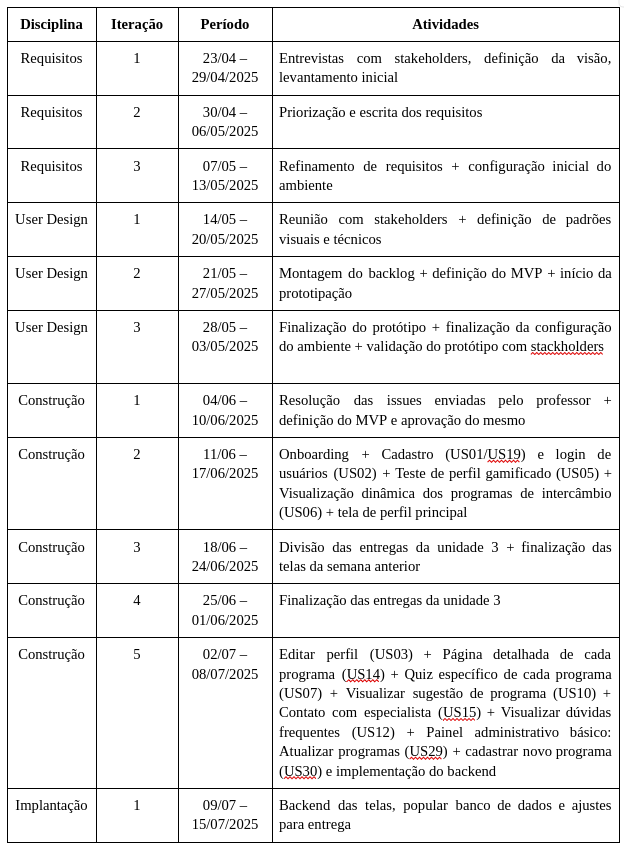 Disciplina Iteração Período Atividades
Requisitos 1 23/04 – Entrevistas com stakeholders, definição da visão,
29/04/2025 levantamento inicial
Requisitos 2 30/04 – Priorização e escrita dos requisitos
06/05/2025
Requisitos 3 07/05 – Refinamento de requisitos + configuração inicial do
13/05/2025 ambiente
User Design 1 14/05 – Reunião com stakeholders + definição de padrões
20/05/2025 visuais e técnicos
User Design 2 21/05 – Montagem do backlog + definição do MVP + início da
27/05/2025 prototipação
User Design 3 28/05 – Finalização do protótipo + finalização da configuração
03/05/2025 do ambiente + validação do protótipo com stackholders
Construção 1 04/06 – Resolução das issues enviadas pelo professor +
10/06/2025 definição do MVP e aprovação do mesmo
Construção 2 11/06 – Onboarding + Cadastro (US01/US19) e login de
17/06/2025 usuários (US02) + Teste de perfil gamificado (US05) +
Visualização dinâmica dos programas de intercâmbio
(US06) + tela de perfil principal
Construção 3 18/06 – Divisão das entregas da unidade 3 + finalização das
24/06/2025 telas da semana anterior
Construção 4 25/06 – Finalização das entregas da unidade 3
01/06/2025
Construção 5 02/07 – Editar perfil (US03) + Página detalhada de cada
08/07/2025 programa (US14) + Quiz específico de cada programa
(US07) + Visualizar sugestão de programa (US10) +
Contato com especialista (US15) + Visualizar dúvidas
frequentes (US12) + Painel administrativo básico:
Atualizar programas (US29) + cadastrar novo programa
(US30) e implementação do backend
Implantação 1 09/07 – Backend das telas, popular banco de dados e ajustes
15/07/2025 para entrega